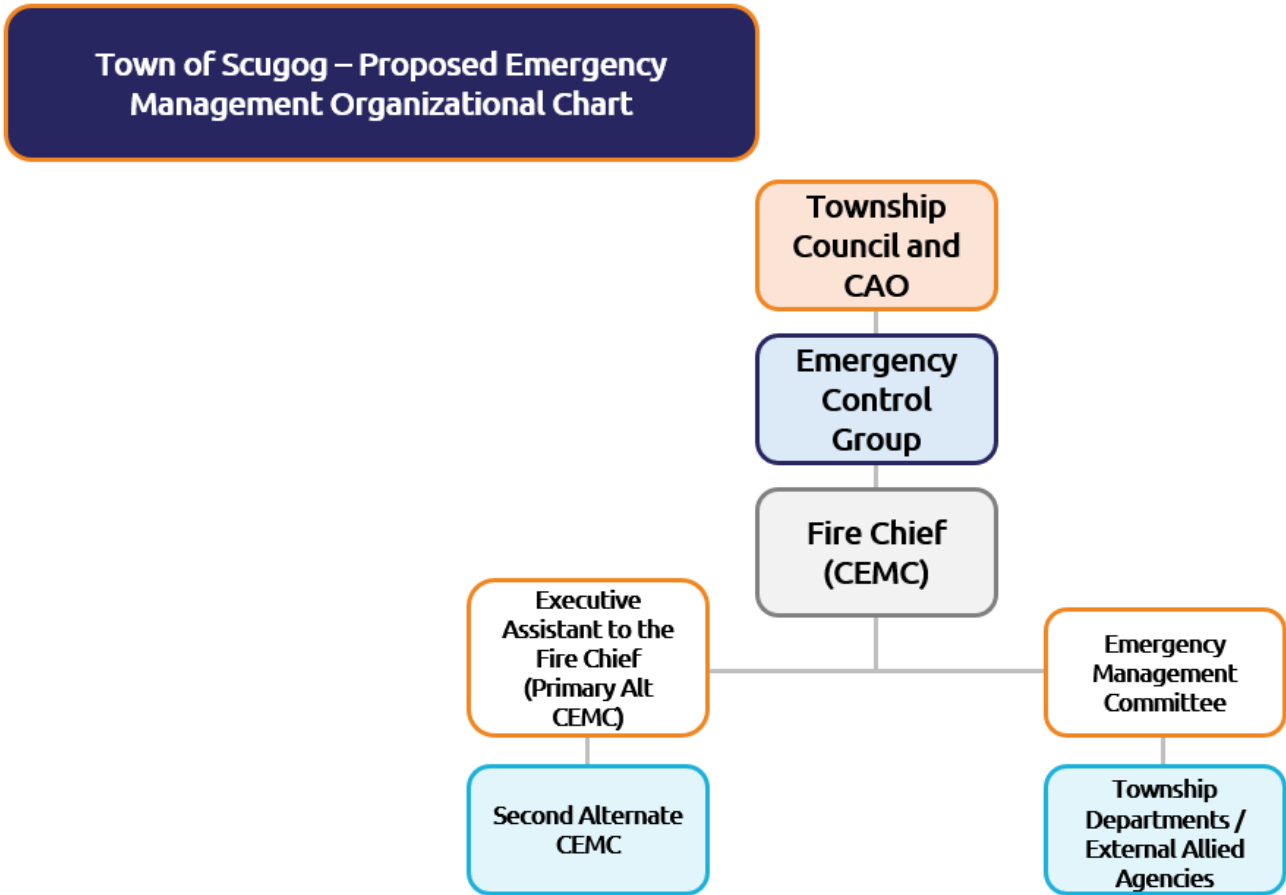 Town of Scugog – Proposed Emergency
Management Organizational Chart
Township
Council and
CAO
Emergency
Control
Group
Fire Chief
(CEMC)
Executive
Assistant to the
Fire Chief
(Primary Alt
CEMC)
Emergency
Management
Committee
Second Alternate
CEMC
Township
Departments /
External Allied
Agencies